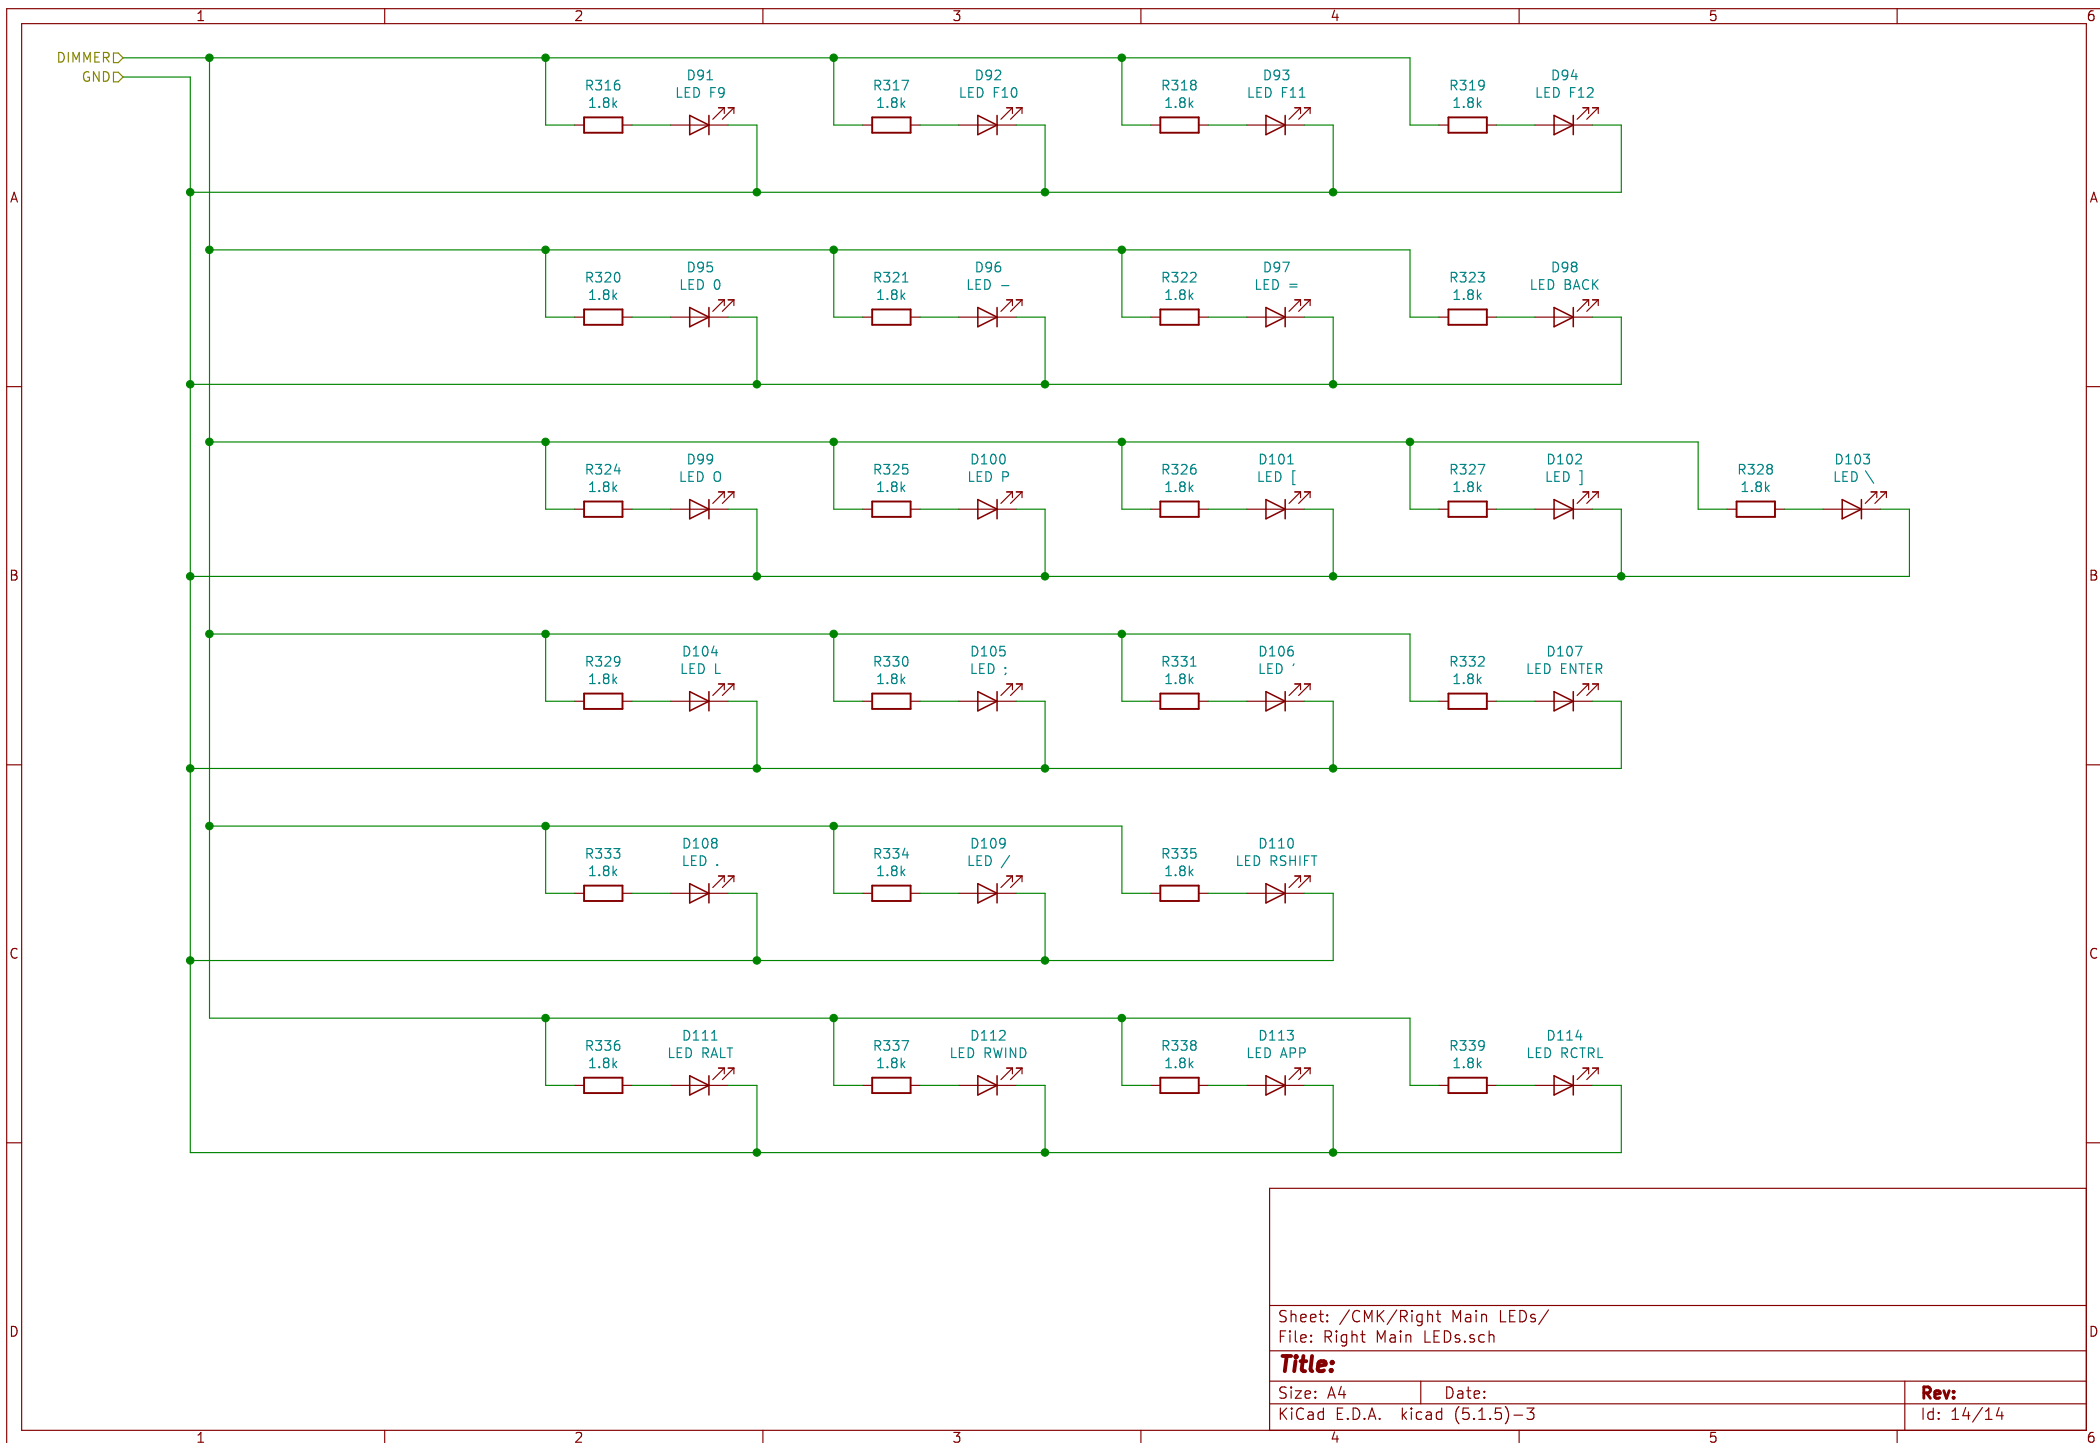 1 2 3 4 5 6
DIMMER
GND
R316 1.8k D91 LED F9
R317 1.8k D92 LED F10
R318 1.8k D93 LED F11
R319 1.8k D94 LED F12
A A
R320 1.8k D95 LED 0
R321 1.8k D96 LED -
R322 1.8k D97 LED =
R323 1.8k D98 LED BACK
R324 1.8k D99 LED O
R325 1.8k D100 LED P
R326 1.8k D101 LED [
R327 1.8k D102 LED ]
R328 1.8k D103 LED \
B B
R329 1.8k D104 LED L
R330 1.8k D105 LED ;
R331 1.8k D106 LED '
R332 1.8k D107 LED ENTER
R333 1.8k D108 LED .
R334 1.8k D109 LED /
R335 1.8k D110 LED RSHIFT
C C
R336 1.8k D111 LED RALT
R337 1.8k D112 LED RWIND
R338 1.8k D113 LED APP
R339 1.8k D114 LED RCTRL
Sheet: /CMK/Right Main LEDs/
File: Right Main LEDs.sch
D D
Title:
Size: A4 Date: Rev:
KiCad E.D.A. kicad (5.1.5)-3 Id: 14/14
1 2 3 4 5 6